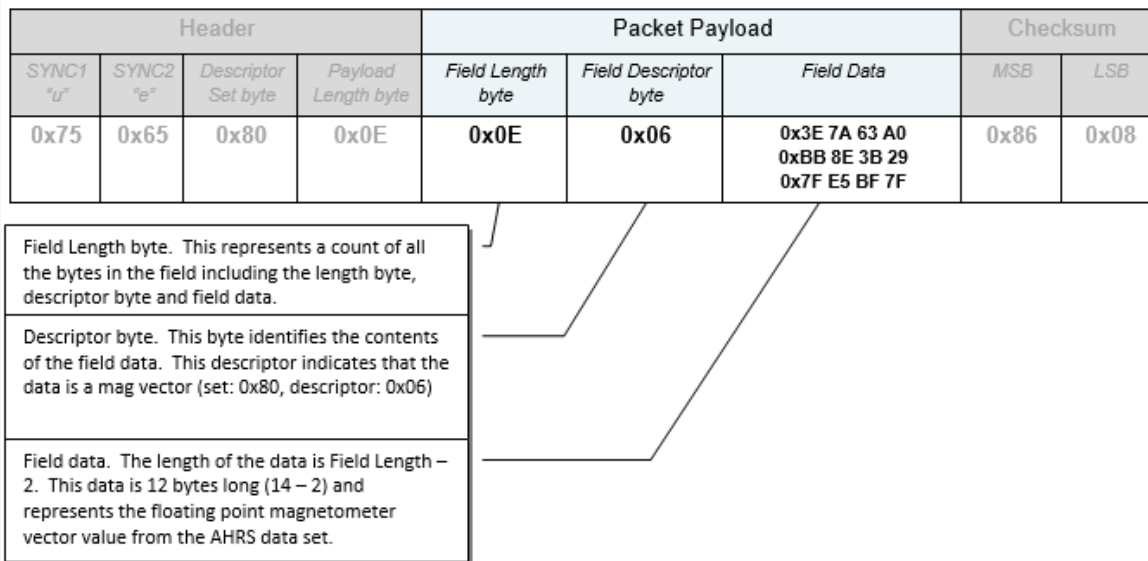 Header Packet Payload Checksum
SYNC1 "u" SYNC2 "e" Descriptor Set byte Payload Length byte Field Length byte Field Descriptor byte Field Data MSB LSB
0x75 0x65 0x80 0x0E 0x0E 0x06 0x3E 7A 63 A0 0x86 0x08
0xBB 8E 3B 29
0x7F E5 BF 7F
Field Length byte. This represents a count of all
the bytes in the field including the length byte,
descriptor byte and field data.
Descriptor byte. This byte identifies the contents
of the field data. This descriptor indicates that the
data is a mag vector (set: 0x80, descriptor: 0x06)
Field data. The length of the data is Field Length –
2. This data is 12 bytes long (14 – 2) and
represents the floating point magnetometer
vector value from the AHRS data set.